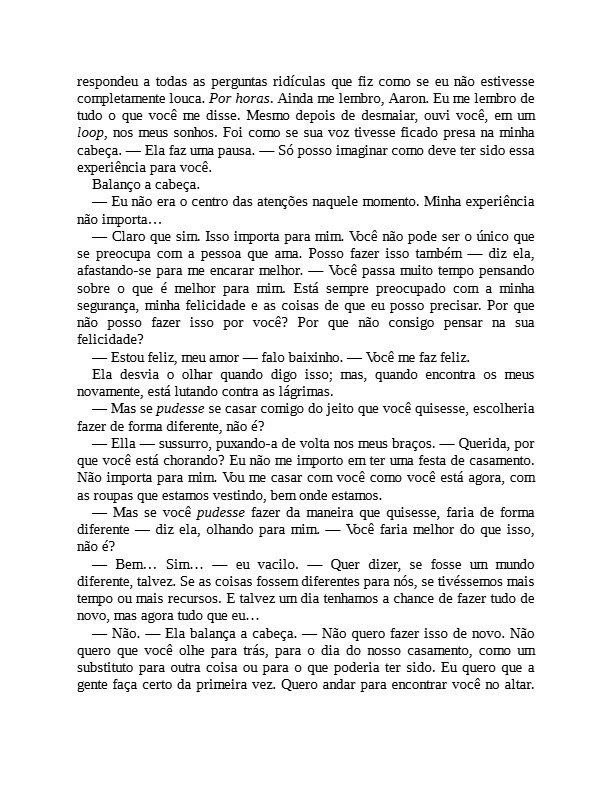 respondeu a todas as perguntas ridículas que fiz como se eu não estivesse
completamente louca. Por horas. Ainda me lembro, Aaron. Eu me lembro de
tudo o que você me disse. Mesmo depois de desmaiar, ouvi você, em um
loop, nos meus sonhos. Foi como se sua voz tivesse ficado presa na minha
cabeça. — Ela faz uma pausa. — Só posso imaginar como deve ter sido essa
experiência para você.
Balanço a cabeça.
— Eu não era o centro das atenções naquele momento. Minha experiência
não importa…
— Claro que sim. Isso importa para mim. Você não pode ser o único que
se preocupa com a pessoa que ama. Posso fazer isso também — diz ela,
afastando-se para me encarar melhor. — Você passa muito tempo pensando
sobre o que é melhor para mim. Está sempre preocupado com a minha
segurança, minha felicidade e as coisas de que eu posso precisar. Por que
não posso fazer isso por você? Por que não consigo pensar na sua
felicidade?
— Estou feliz, meu amor — falo baixinho. — Você me faz feliz.
Ela desvia o olhar quando digo isso; mas, quando encontra os meus
novamente, está lutando contra as lágrimas.
— Mas se pudesse se casar comigo do jeito que você quisesse, escolheria
fazer de forma diferente, não é?
— Ella — sussurro, puxando-a de volta nos meus braços. — Querida, por
que você está chorando? Eu não me importo em ter uma festa de casamento.
Não importa para mim. Vou me casar com você como você está agora, com
as roupas que estamos vestindo, bem onde estamos.
— Mas se você pudesse fazer da maneira que quisesse, faria de forma
diferente — diz ela, olhando para mim. — Você faria melhor do que isso,
não é?
— Bem… Sim… — eu vacilo. — Quer dizer, se fosse um mundo
diferente, talvez. Se as coisas fossem diferentes para nós, se tivéssemos mais
tempo ou mais recursos. E talvez um dia tenhamos a chance de fazer tudo de
novo, mas agora tudo que eu…
— Não. — Ela balança a cabeça. — Não quero fazer isso de novo. Não
quero que você olhe para trás, para o dia do nosso casamento, como um
substituto para outra coisa ou para o que poderia ter sido. Eu quero que a
gente faça certo da primeira vez. Quero andar para encontrar você no altar.